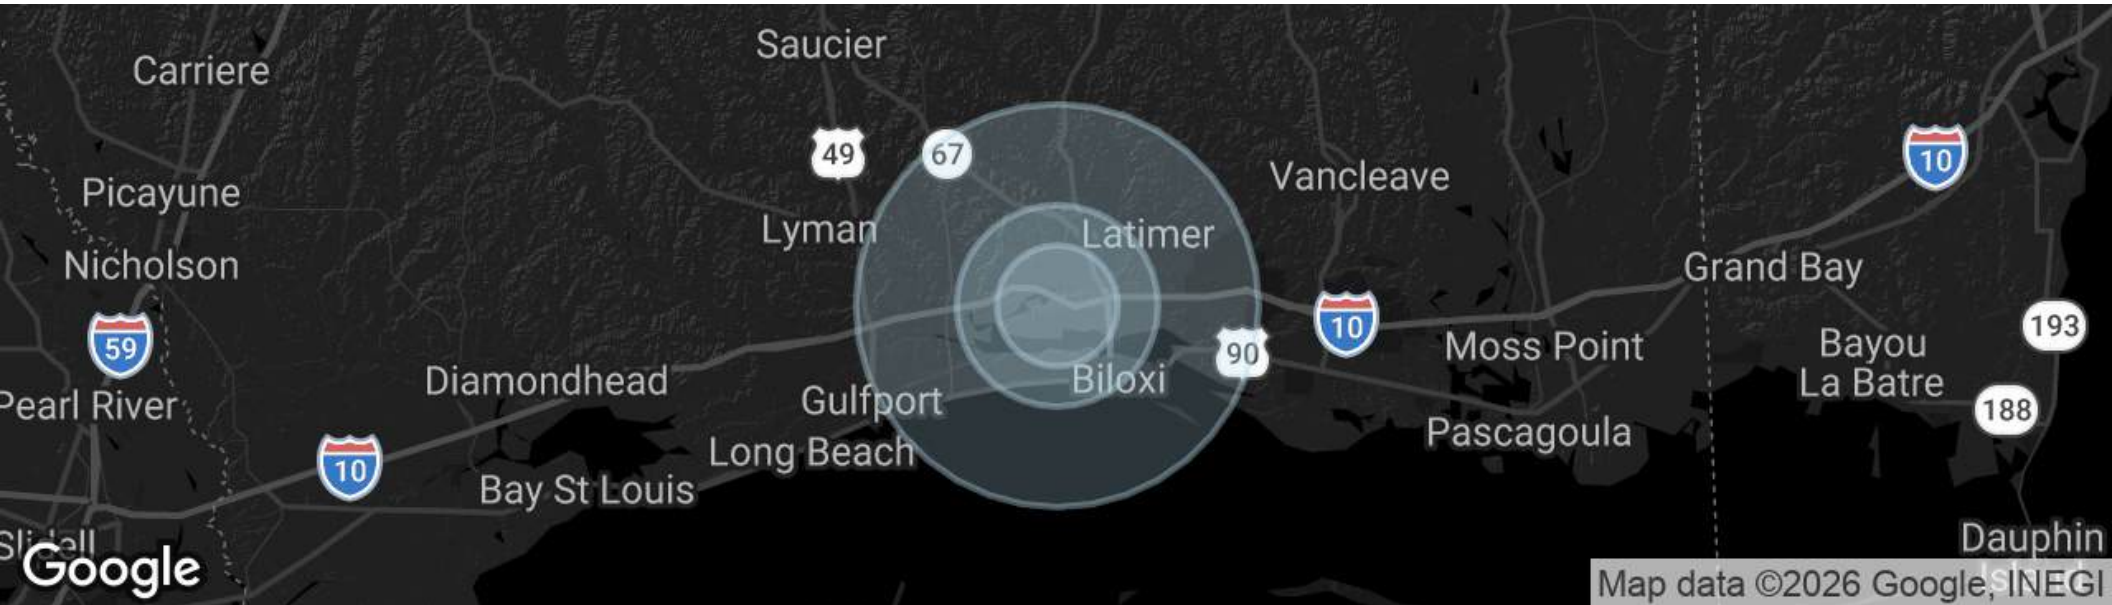 Saucier
Carriere
49
67
10
Vancleave
Picayune
Lyman
Latimer
Nicholson
Grand Bay
59
10
193
90
Moss Point
Bayou
La Batre
Diamondhead
Biloxi
Pearl River
Gulfport
188
Pascagoula
Long Beach
10
Bay St Louis
Slidell
Dauphin
Island
Google
Map data ©2026 Google, INEGI